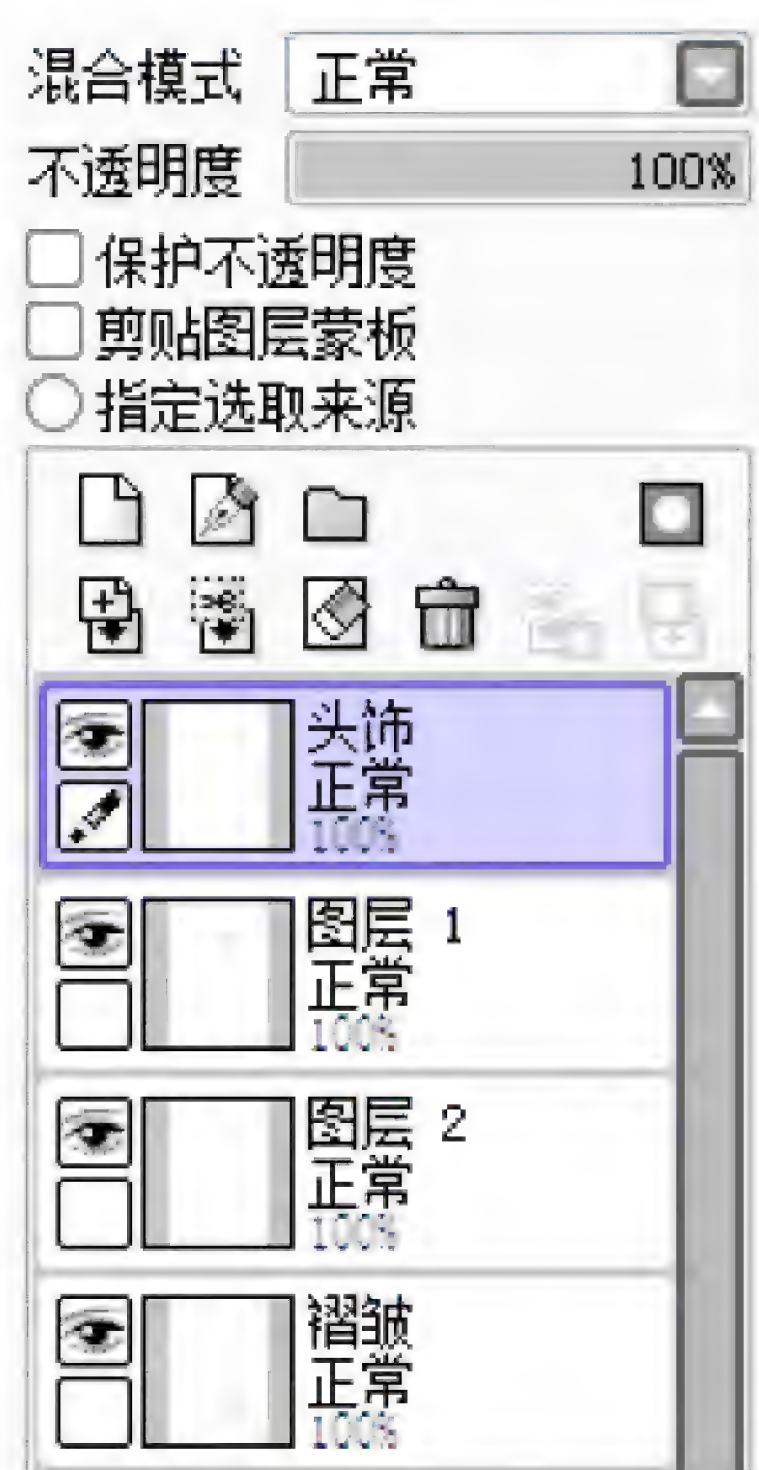 混合模式 正常
不透明度 100%
保护不透明度
剪贴图层蒙板
指定选取来源
头饰
正常
100%
图层 1
正常
100%
图层 2
正常
100%
褶皱
正常
100%